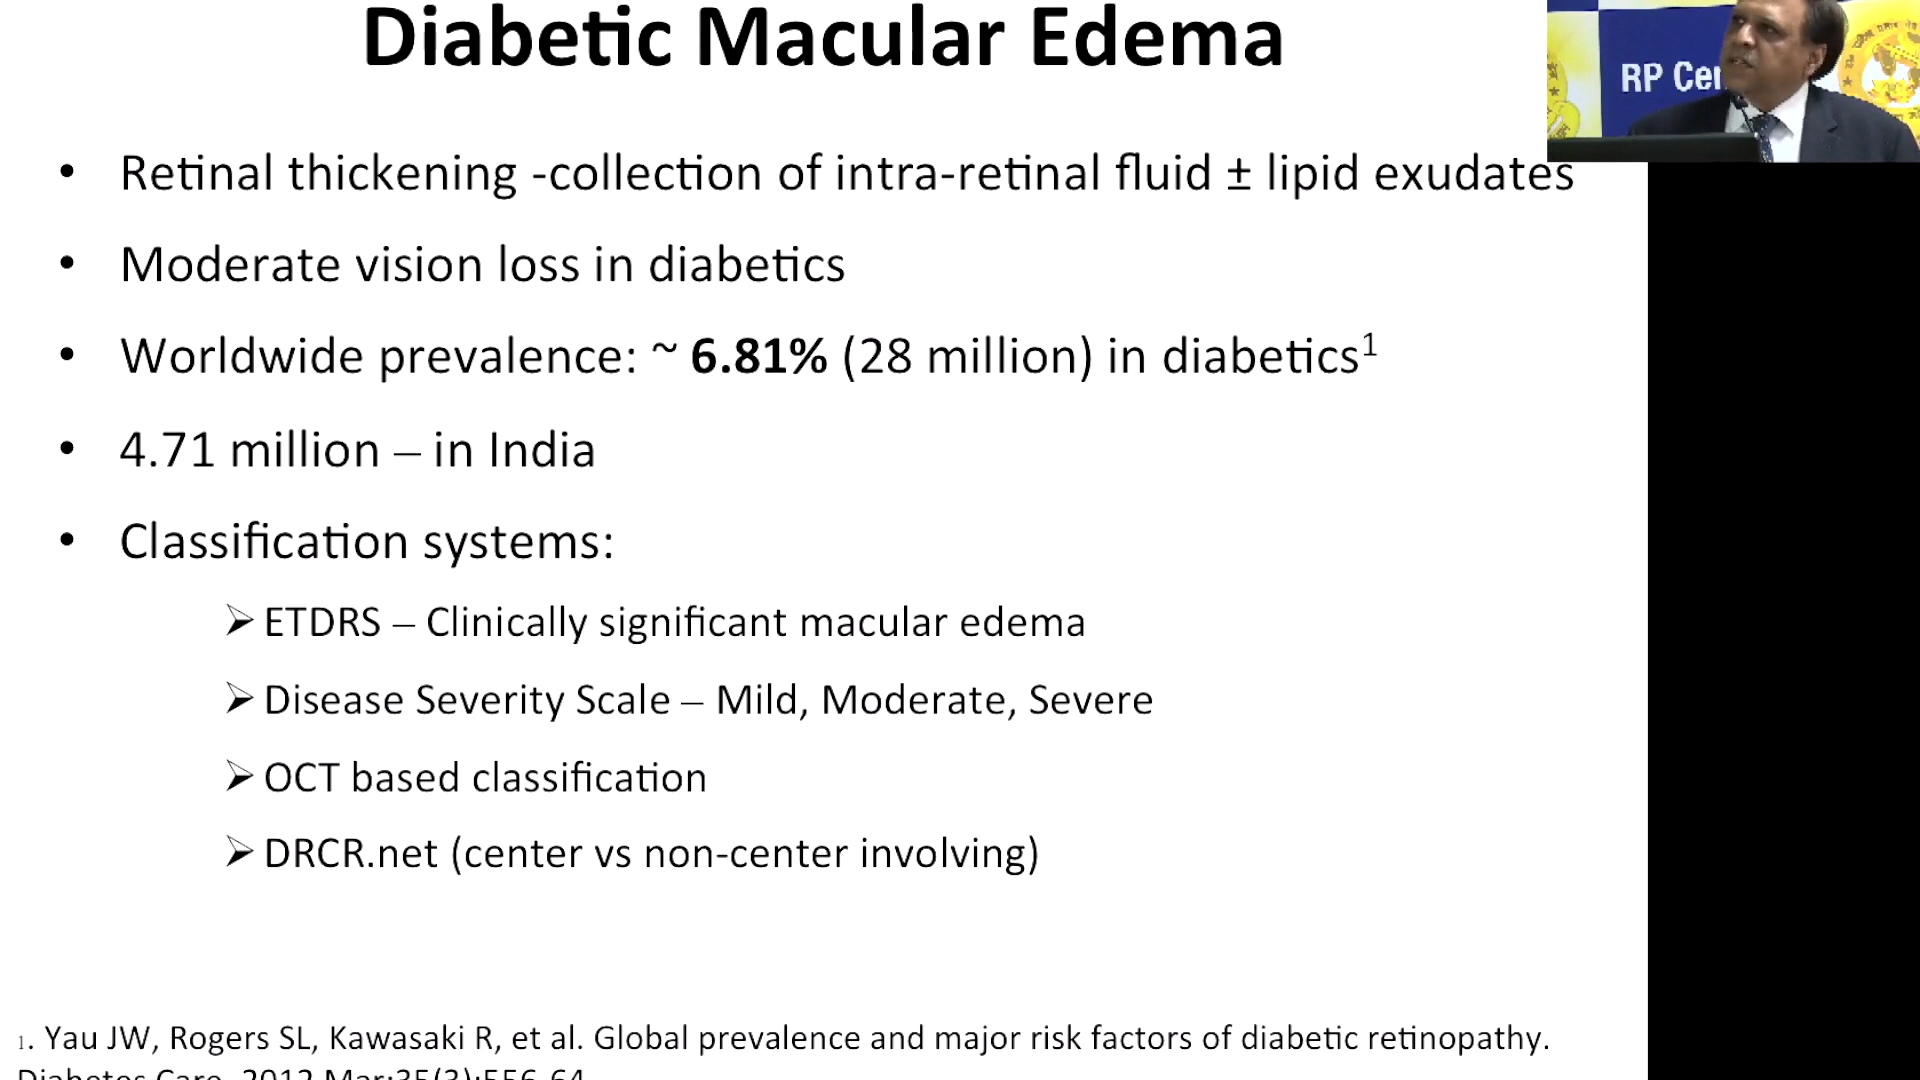 Diabetic Macular Edema
RP Cen
• Retinal thickening -collection of intra-retinal fluid ± lipid exudates
• Moderate vision loss in diabetics
• Worldwide prevalence: ~ 6.81% (28 million) in diabetics¹
• 4.71 million – in India
• Classification systems:
➢ ETDRS – Clinically significant macular edema
➢ Disease Severity Scale – Mild, Moderate, Severe
➢ OCT based classification
➢ DRCR.net (center vs non-center involving)
1. Yau JW, Rogers SL, Kawasaki R, et al. Global prevalence and major risk factors of diabetic retinopathy.
Diabetes Care. 2012 Mar;35(3):556-64